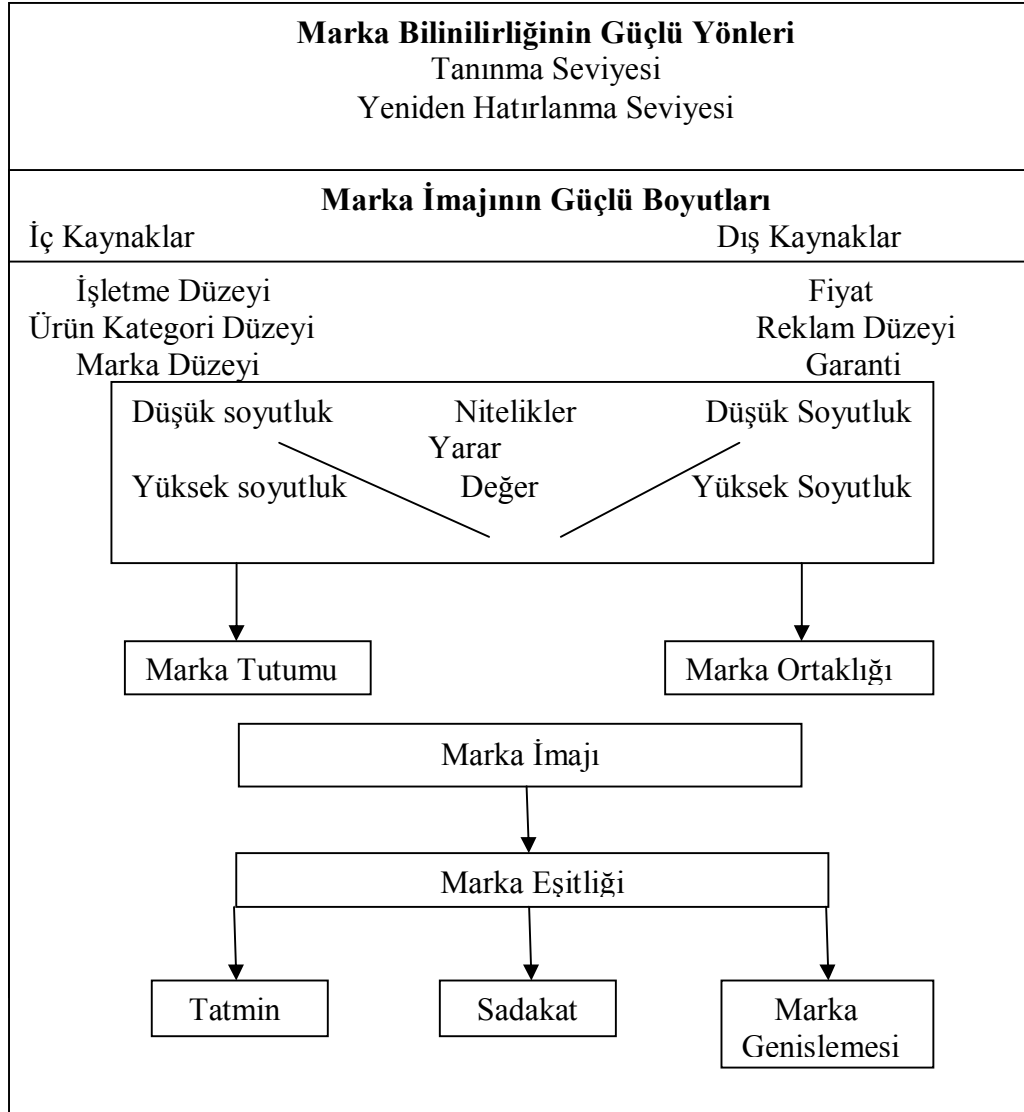 Marka Bilinilirliğinin Güçlü Yönleri
Tanınma Seviyesi
Yeniden Hatırlanma Seviyesi
Marka İmajının Güçlü Boyutları
İç Kaynaklar Dış Kaynaklar
İşletme Düzeyi Fiyat
Ürün Kategori Düzeyi Reklam Düzeyi
Marka Düzeyi Garanti
Düşük soyutluk Nitelikler Düşük Soyutluk
Yarar
Yüksek soyutluk Değer Yüksek Soyutluk
Marka Tutumu Marka Ortaklığı
Marka İmajı
Marka Eşitliği
Tatmin Sadakat Marka
Genislemesi